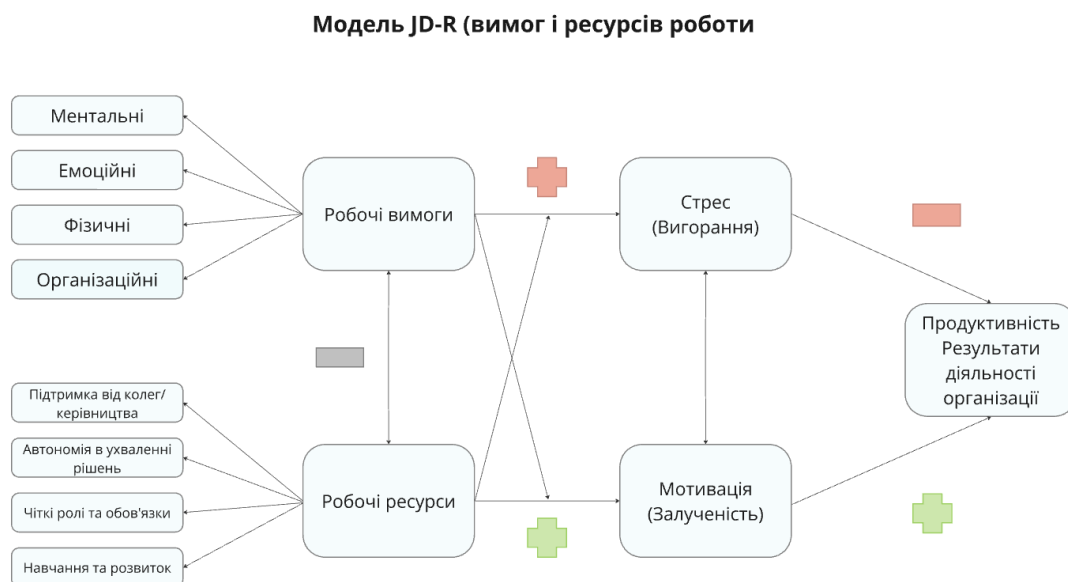 Модель JD-R (вимог і ресурсів роботи
Ментальні
Емоційні
Фізичні
Організаційні
Робочі вимоги
Стрес
(Вигорання)
Продуктивність
Результати
діяльності
організації
Підтримка від колег/
керівництва
Автономія в ухваленні
рішень
Чіткі ролі та обов'язки
Навчання та розвиток
Робочі ресурси
Мотивація
(Залученість)